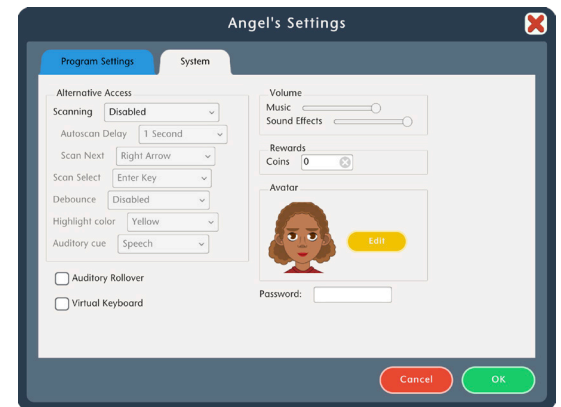 Angel's Settings
Program Settings
System
Alternative Access
Scanning Disabled
Autoscan Delay 1 Second
Scan Next Right Arrow
Scan Select Enter Key
Debounce Disabled
Highlight color Yellow
Auditory cue Speech
Auditory Rollover
Virtual Keyboard
Volume
Music
Sound Effects
Rewards
Coins 0
Avatar
Edit
Password:
Cancel
OK